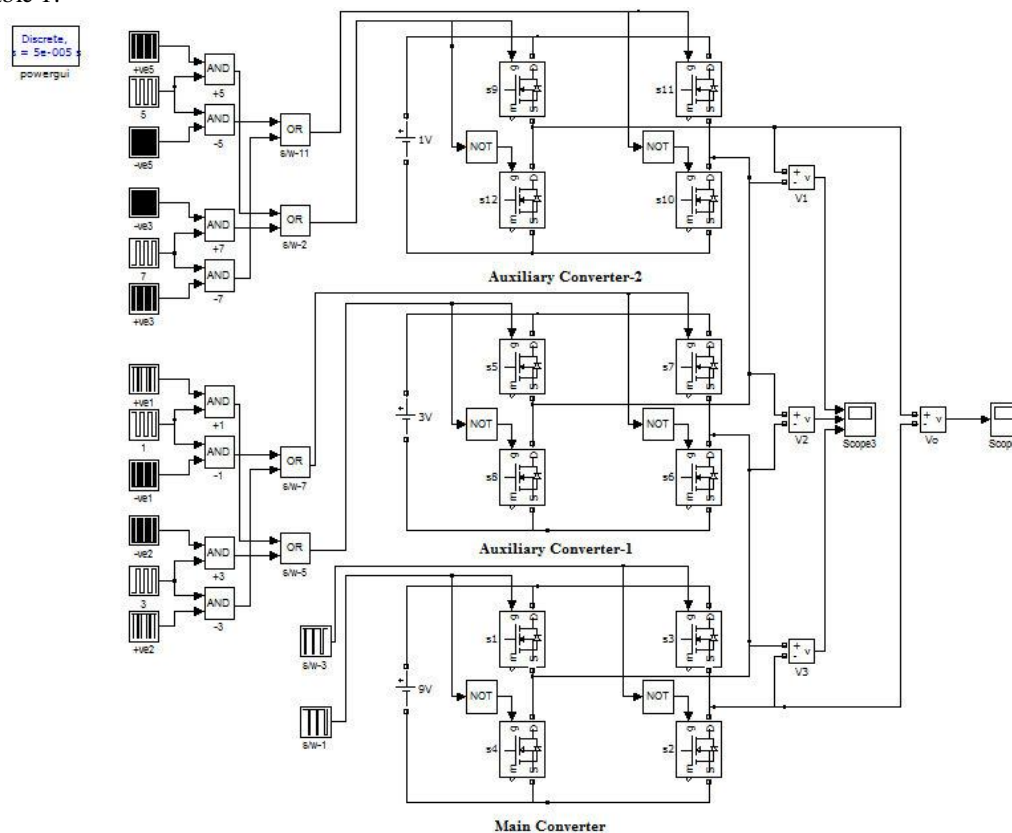 Discrete,
s = 5e-005 s
powergui
+ve5
5
-ve5
AND
+5
AND
-5
OR
s/w-11
-ve3
7
+ve3
AND
+7
AND
-7
OR
s/w-2
1V
s9
g
D
m
S
s11
g
D
m
S
NOT
NOT
s12
g
D
m
S
s10
g
D
m
S
+
-
v
V1
Auxiliary Converter-2
+ve1
1
-ve1
AND
+1
AND
-1
OR
s/w-7
-ve2
3
+ve2
AND
+3
AND
-3
OR
s/w-5
3V
s5
g
D
m
S
s7
g
D
m
S
NOT
NOT
s8
g
D
m
S
s6
g
D
m
S
+
-
v
V2
Scope3
+
-
v
Vo
Scop
Auxiliary Converter-1
s/w-3
s/w-1
9V
s1
g
D
m
S
s3
g
D
m
S
NOT
NOT
s4
g
D
m
S
s2
g
D
m
S
+
-
v
V3
Main Converter